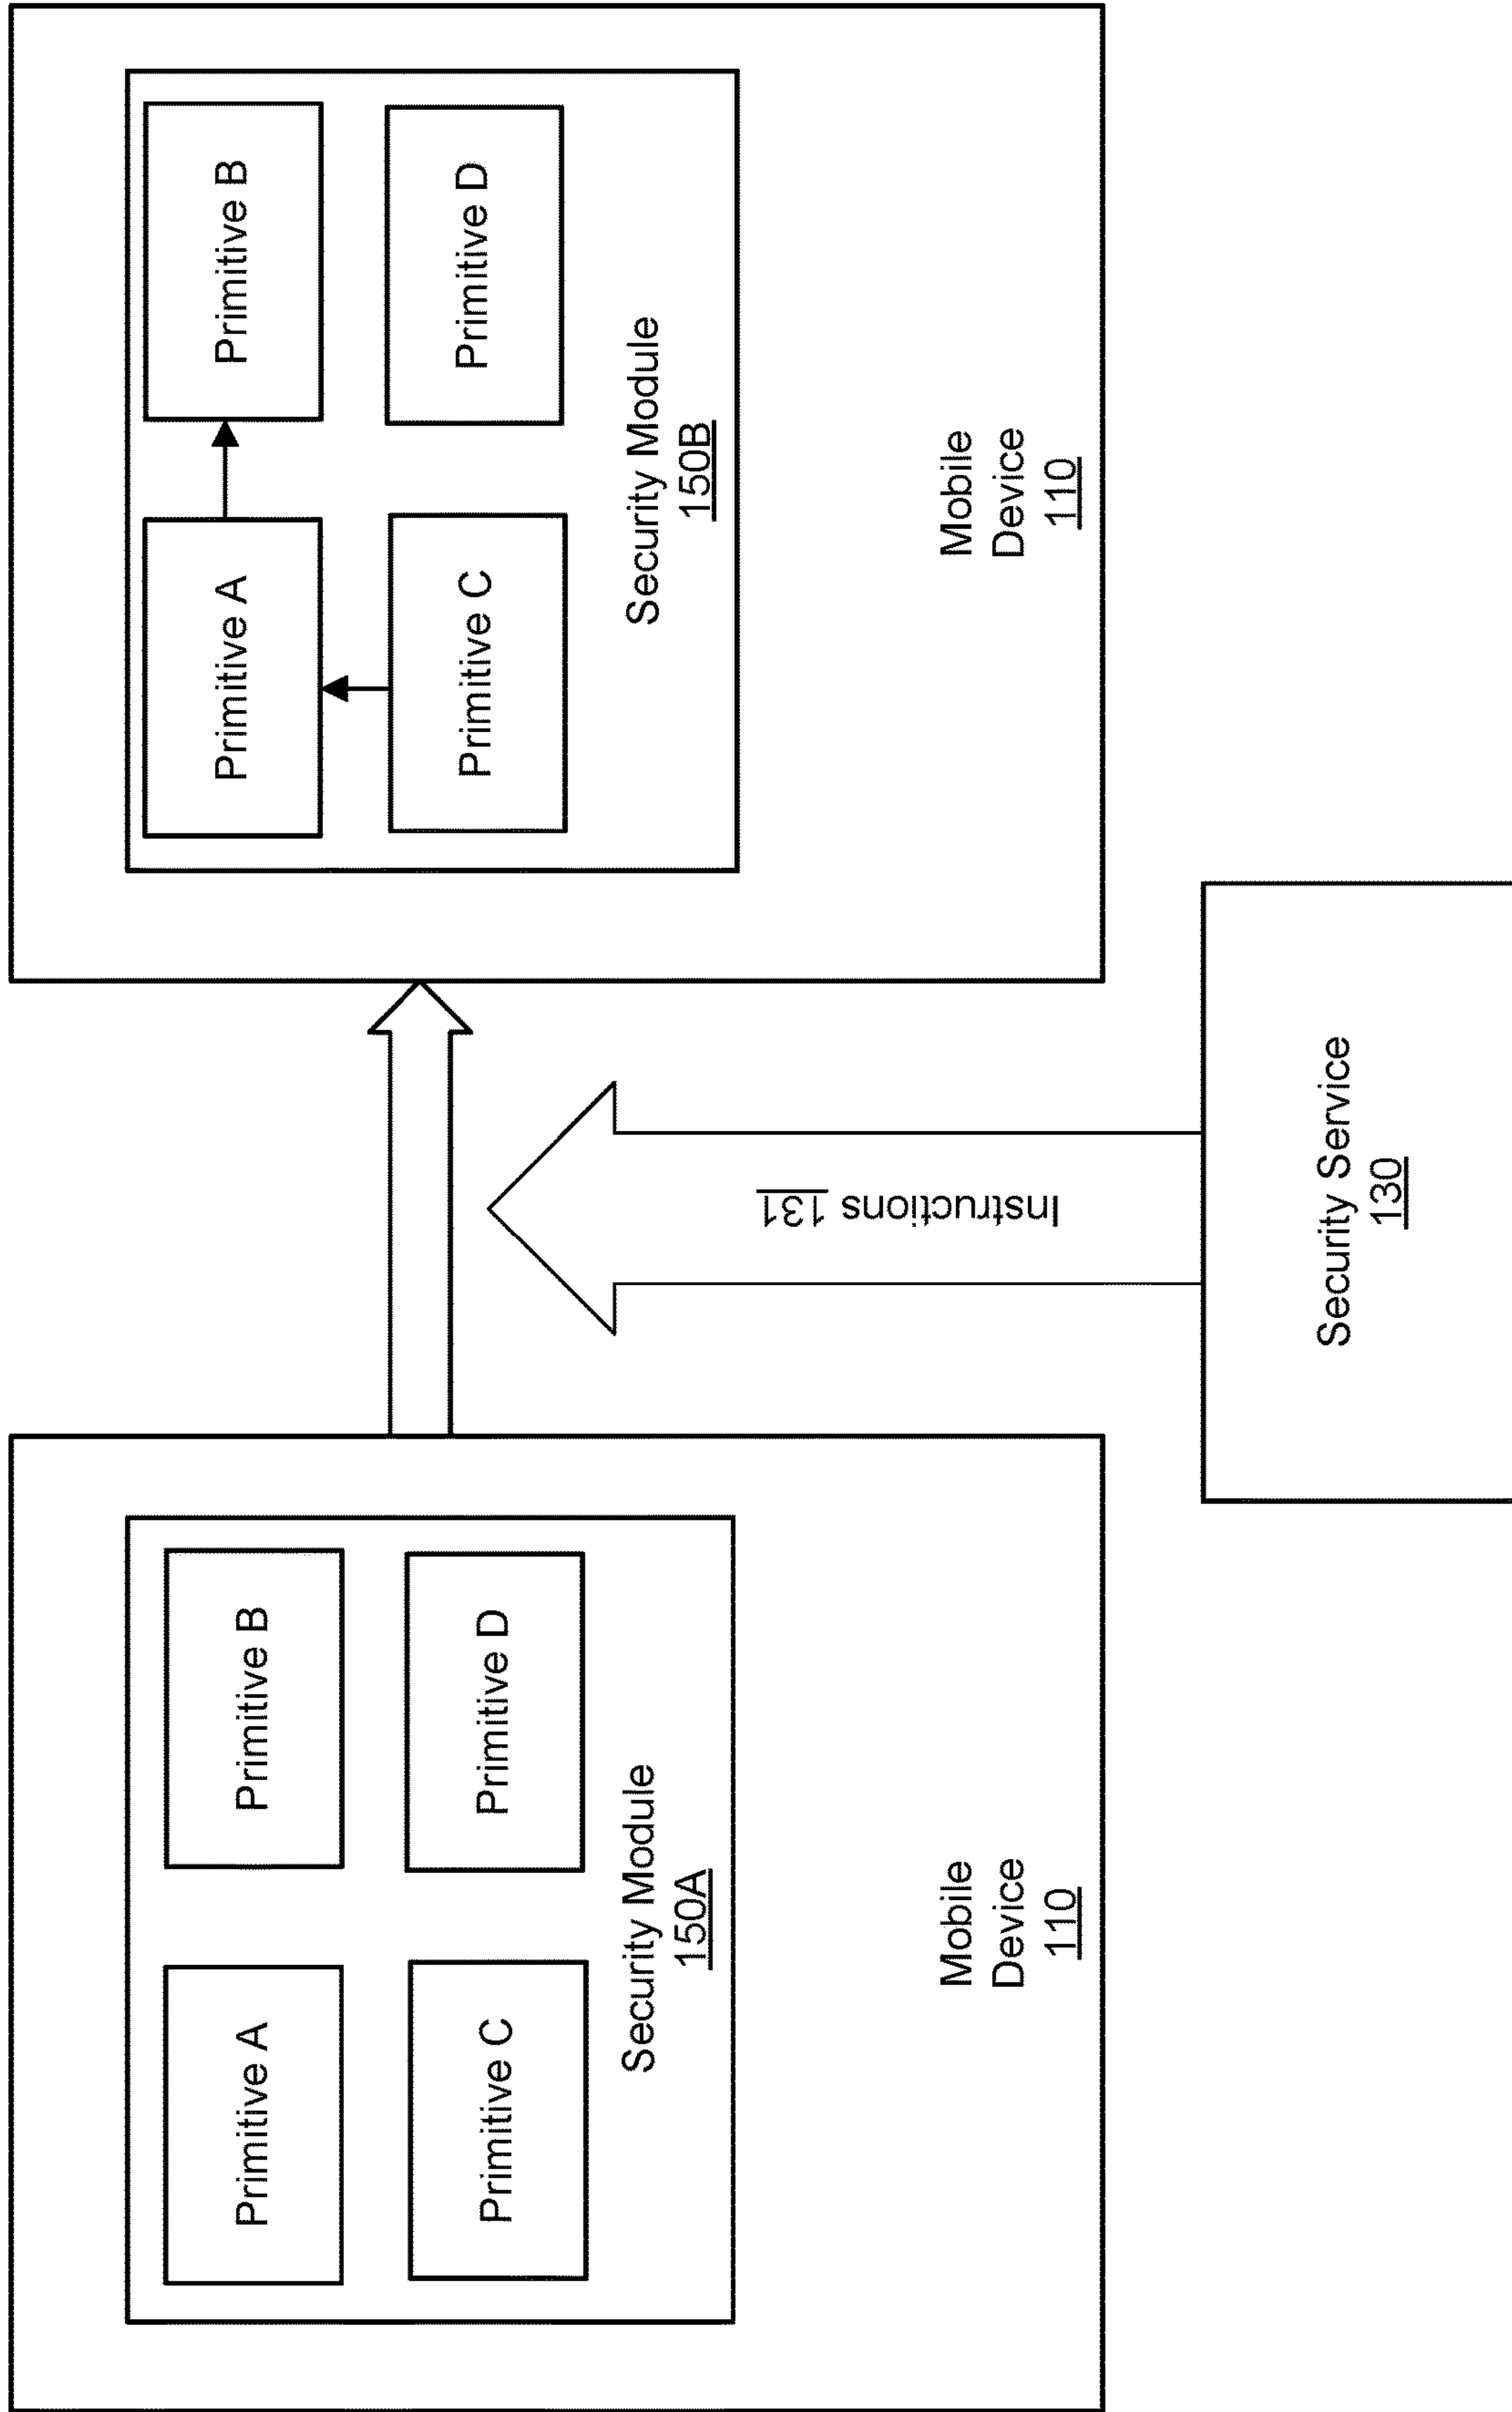 Primitive A
Primitive B
Primitive C
Primitive D
Security Module
150A
Mobile
Device
110
Primitive A
Primitive B
Primitive C
Primitive D
Security Module
150B
Mobile
Device
110
Instructions 131
Security Service
130